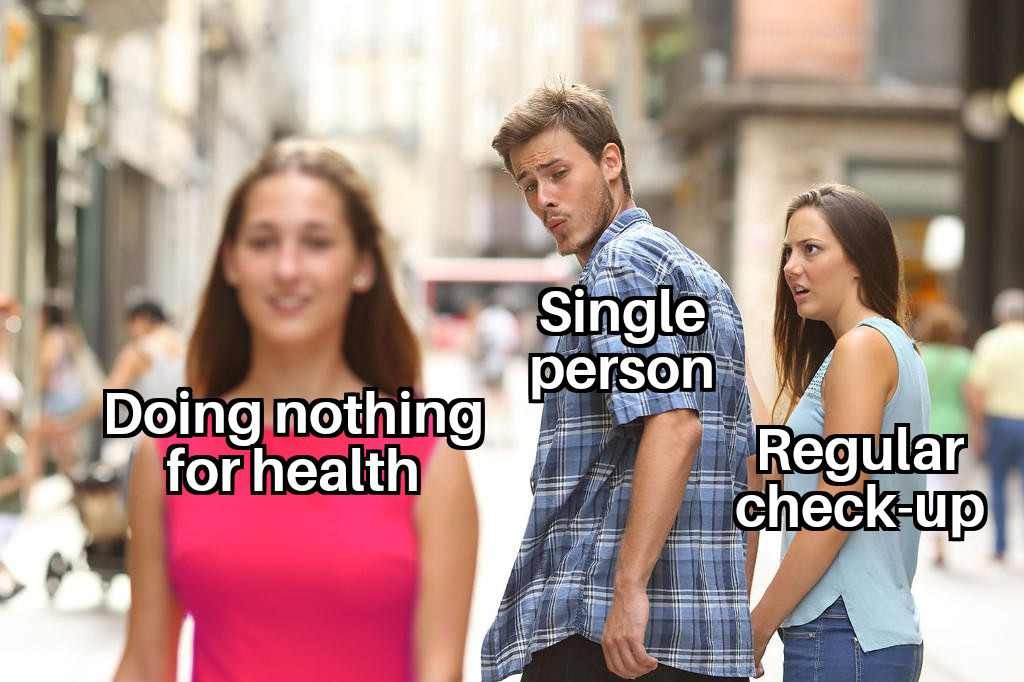 Doing nothing
for health
Single
person
Regular
check-up